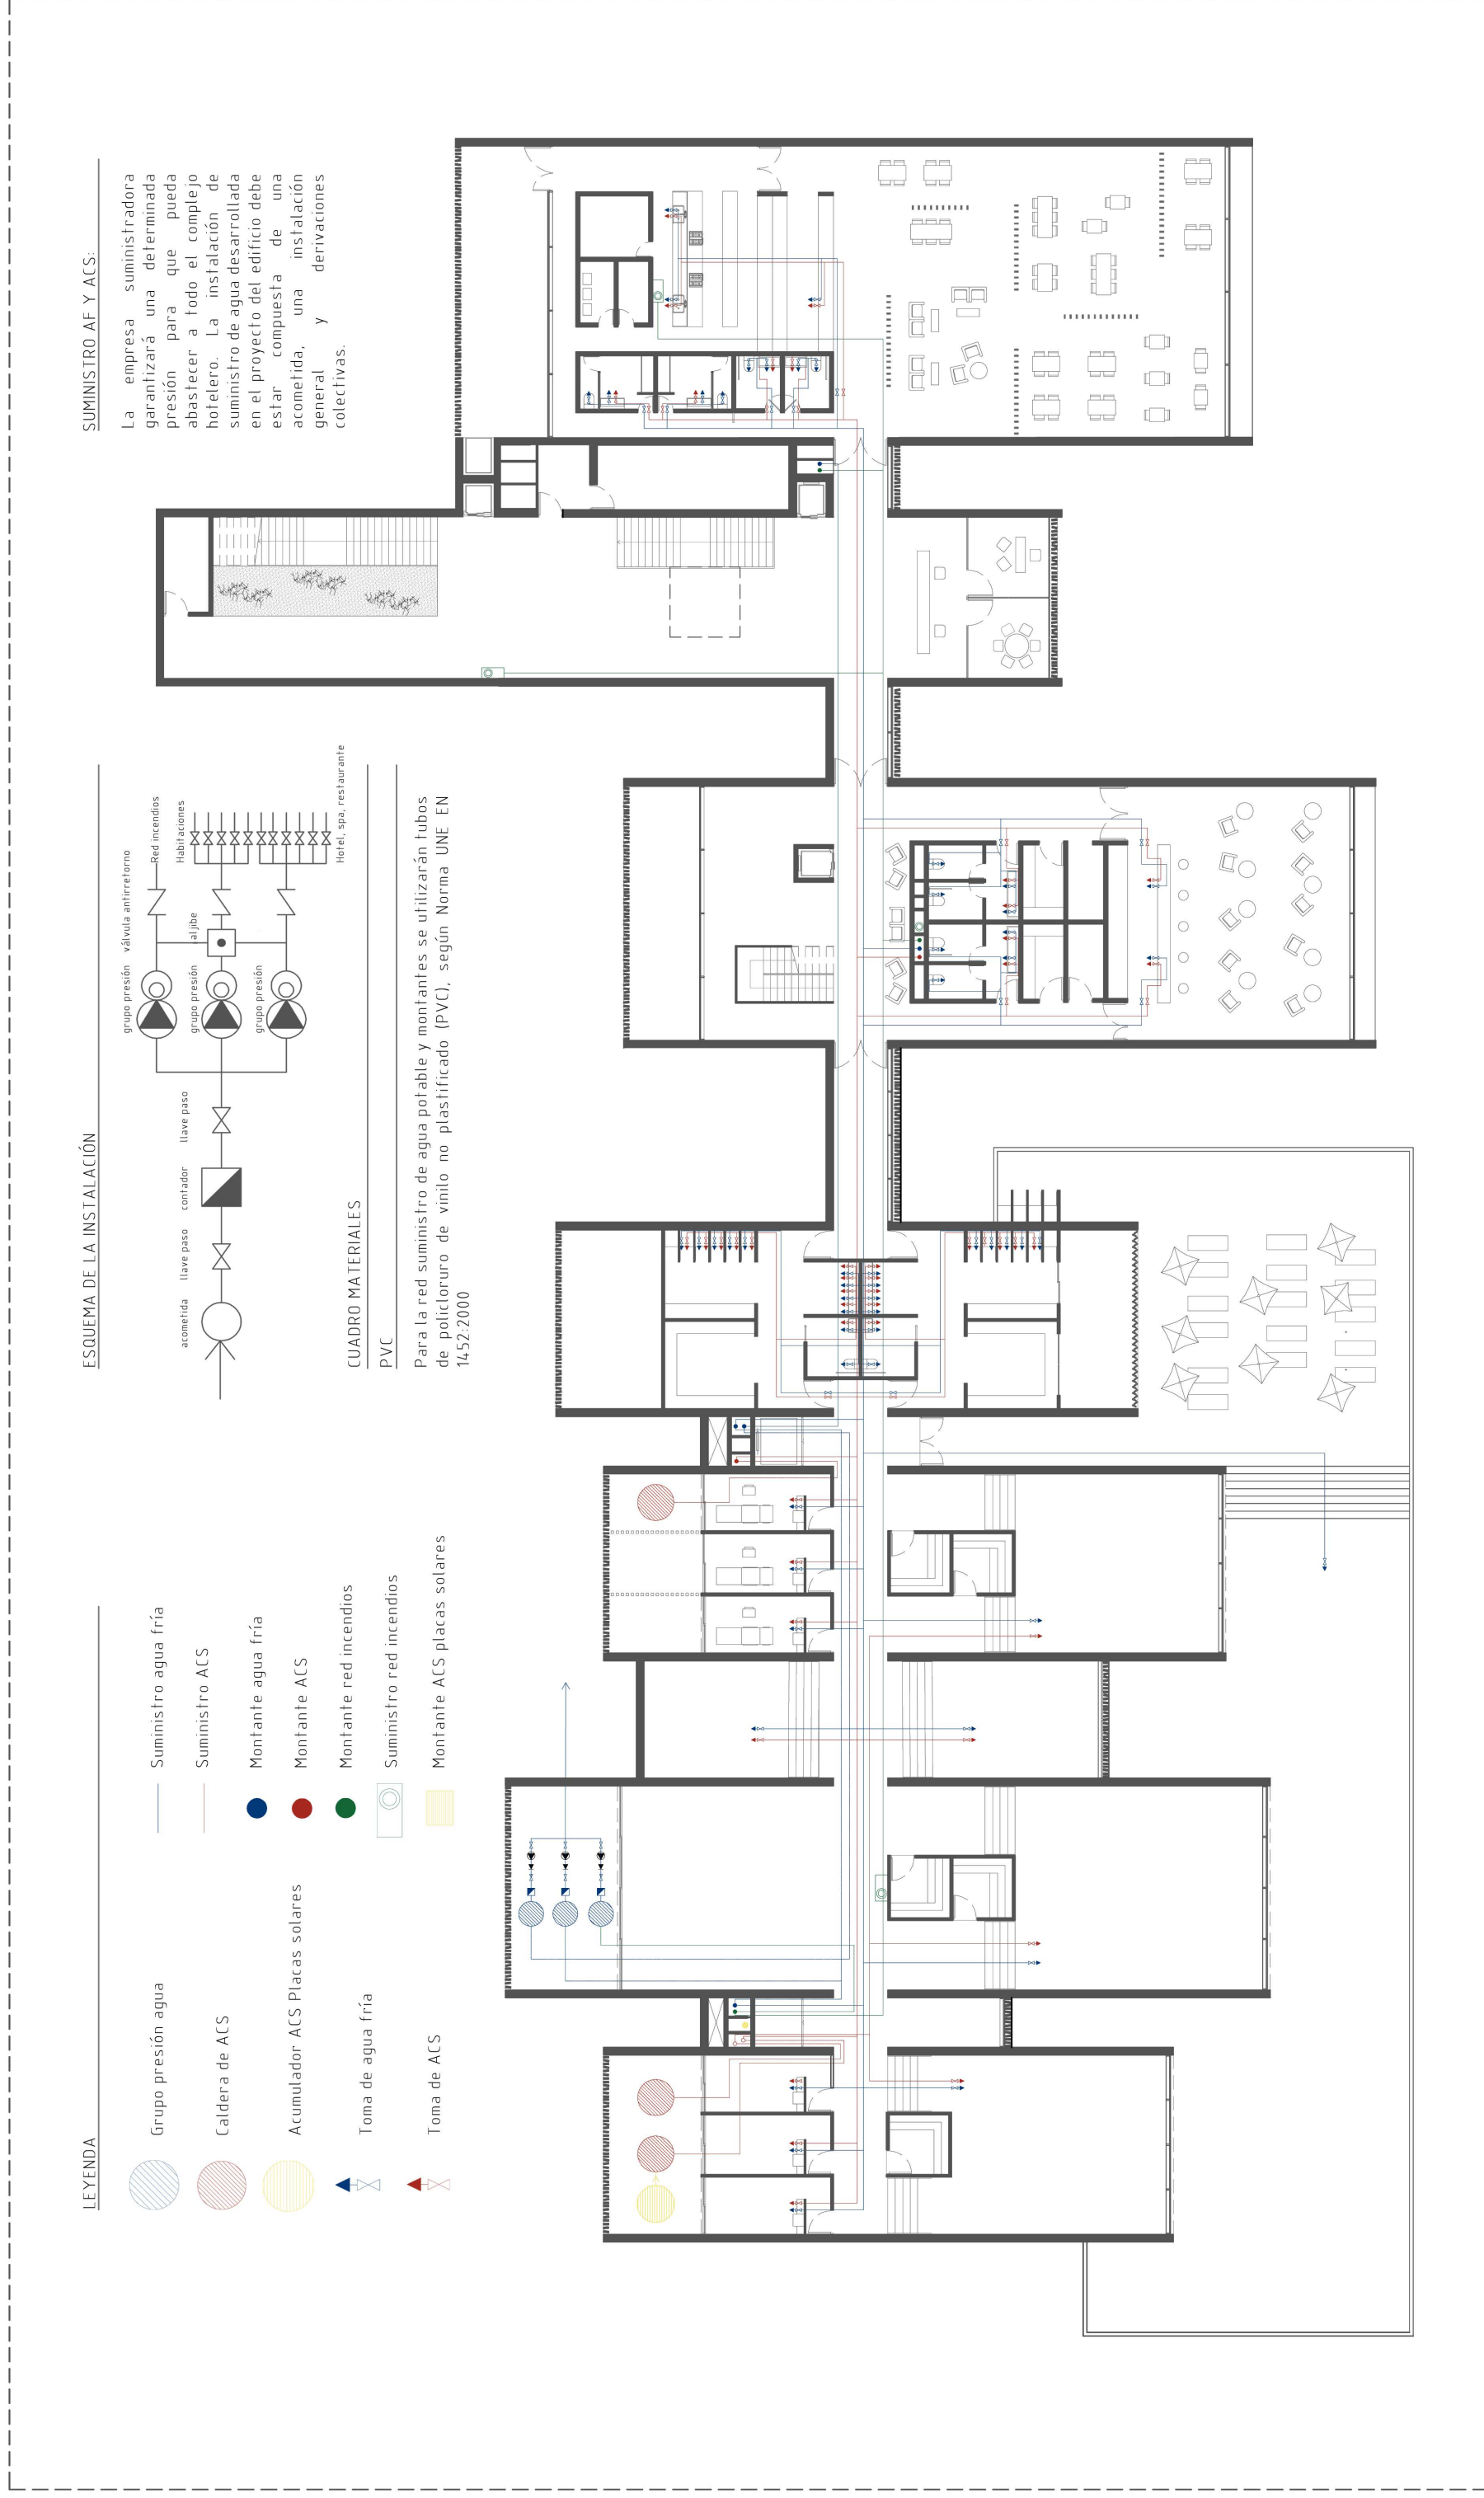 LEYENDA
Grupo presión agua
Caldera de ACS
Acumulador ACS Placas solares
Toma de agua fría
Toma de ACS
Suministro agua fría
Suministro ACS
Montante agua fría
Montante ACS
Montante red incendios
Suministro red incendios
Montante ACS placas solares
ESQUEMA DE LA INSTALACIÓN
acometida
llave paso
contador
llave paso
grupo presión
válvula antirretorno
Red incendios
grupo presión
aljibe
Habitaciones
grupo presión
Hotel, spa, restaurante
CUADRO MATERIALES
PVC
Para la red suministro de agua potable y montantes se utilizarán tubos
de policloruro de vinilo no plastificado (PVC), según Norma UNE EN
1452:2000
SUMINISTRO AF Y ACS:
La empresa suministradora
garantizará una determinada
presión para que pueda
abastecer a todo el complejo
hotelero. La instalación de
suministro de agua desarrollada
en el proyecto del edificio debe
estar compuesta de una
acometida, una instalación
general y derivaciones
colectivas.